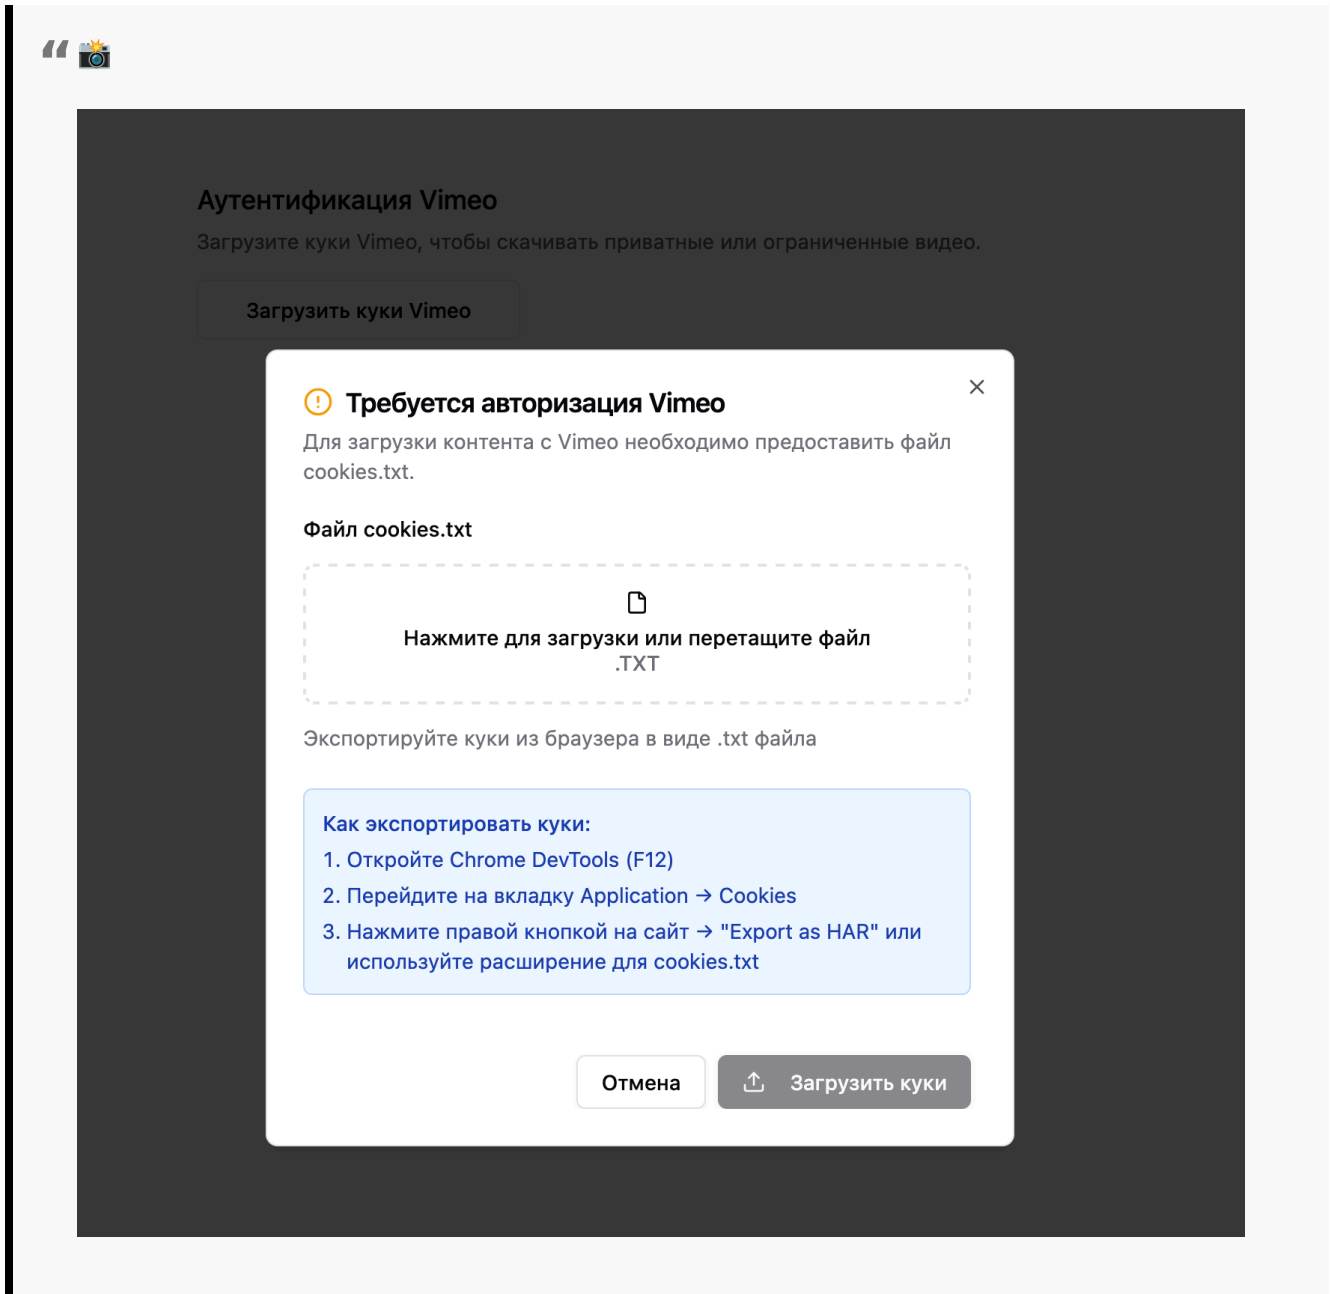 “ 📸
Аутентификация Vimeo
Загрузите куки Vimeo, чтобы скачивать приватные или ограниченные видео.
Загрузить куки Vimeo
Требуется авторизация Vimeo
Для загрузки контента с Vimeo необходимо предоставить файл
cookies.txt.
Файл cookies.txt
Нажмите для загрузки или перетащите файл
.TXT
Экспортируйте куки из браузера в виде .txt файла
Как экспортировать куки:
1. Откройте Chrome DevTools (F12)
2. Перейдите на вкладку Application → Cookies
3. Нажмите правой кнопкой на сайт → "Export as HAR" или
используйте расширение для cookies.txt
Отмена
Загрузить куки